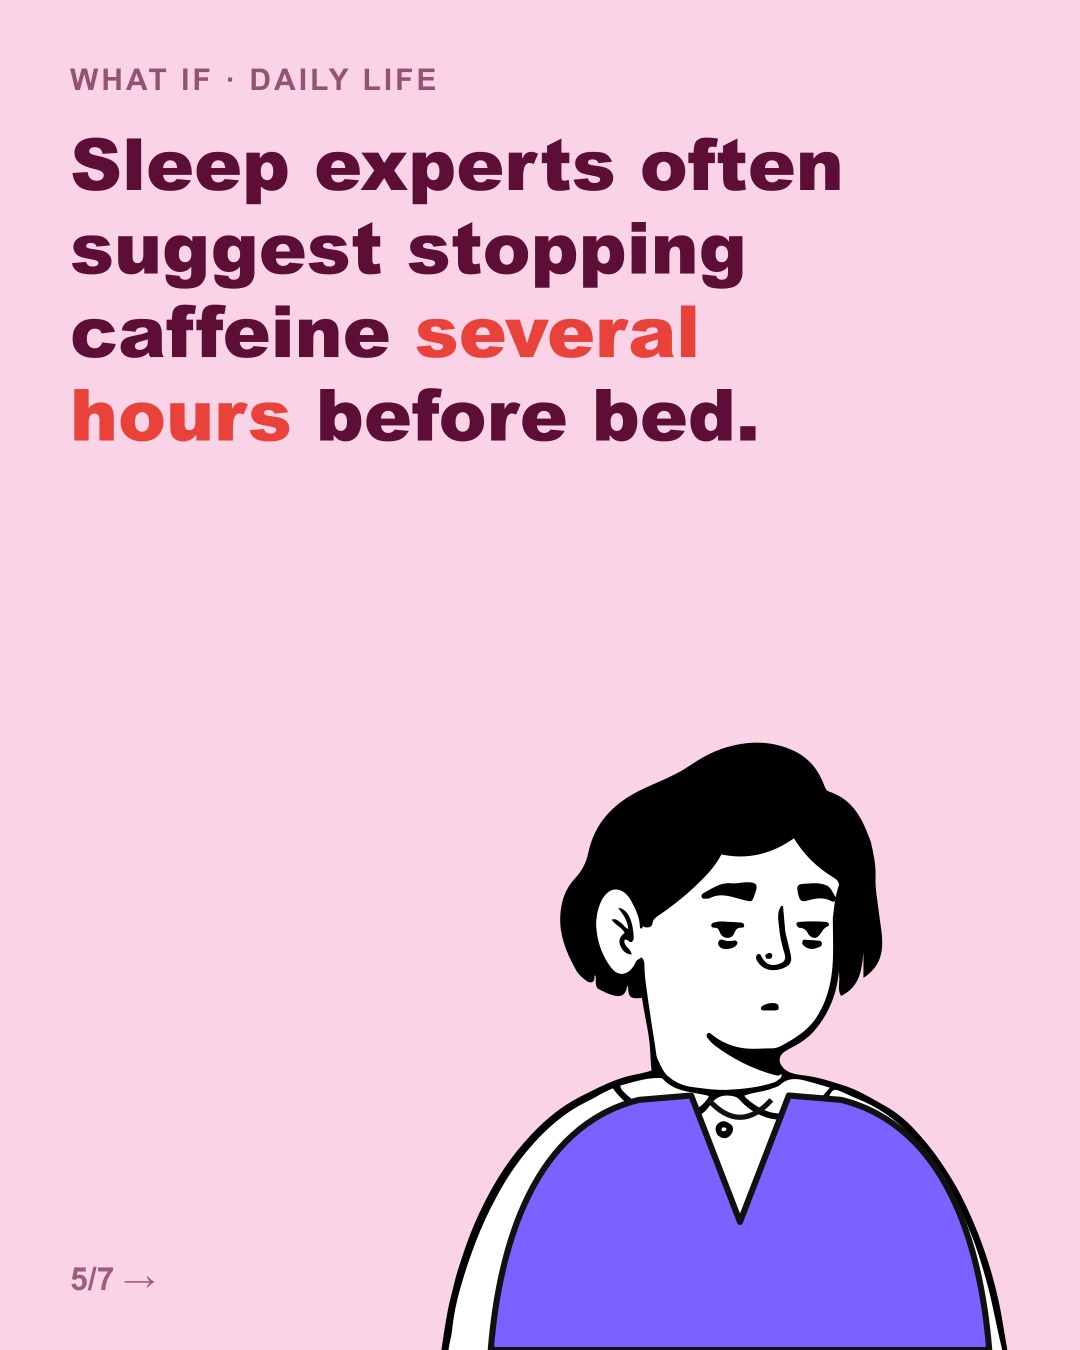 WHAT IF · DAILY LIFE
Sleep experts often
suggest stopping
caffeine several
hours before bed.
5/7 →